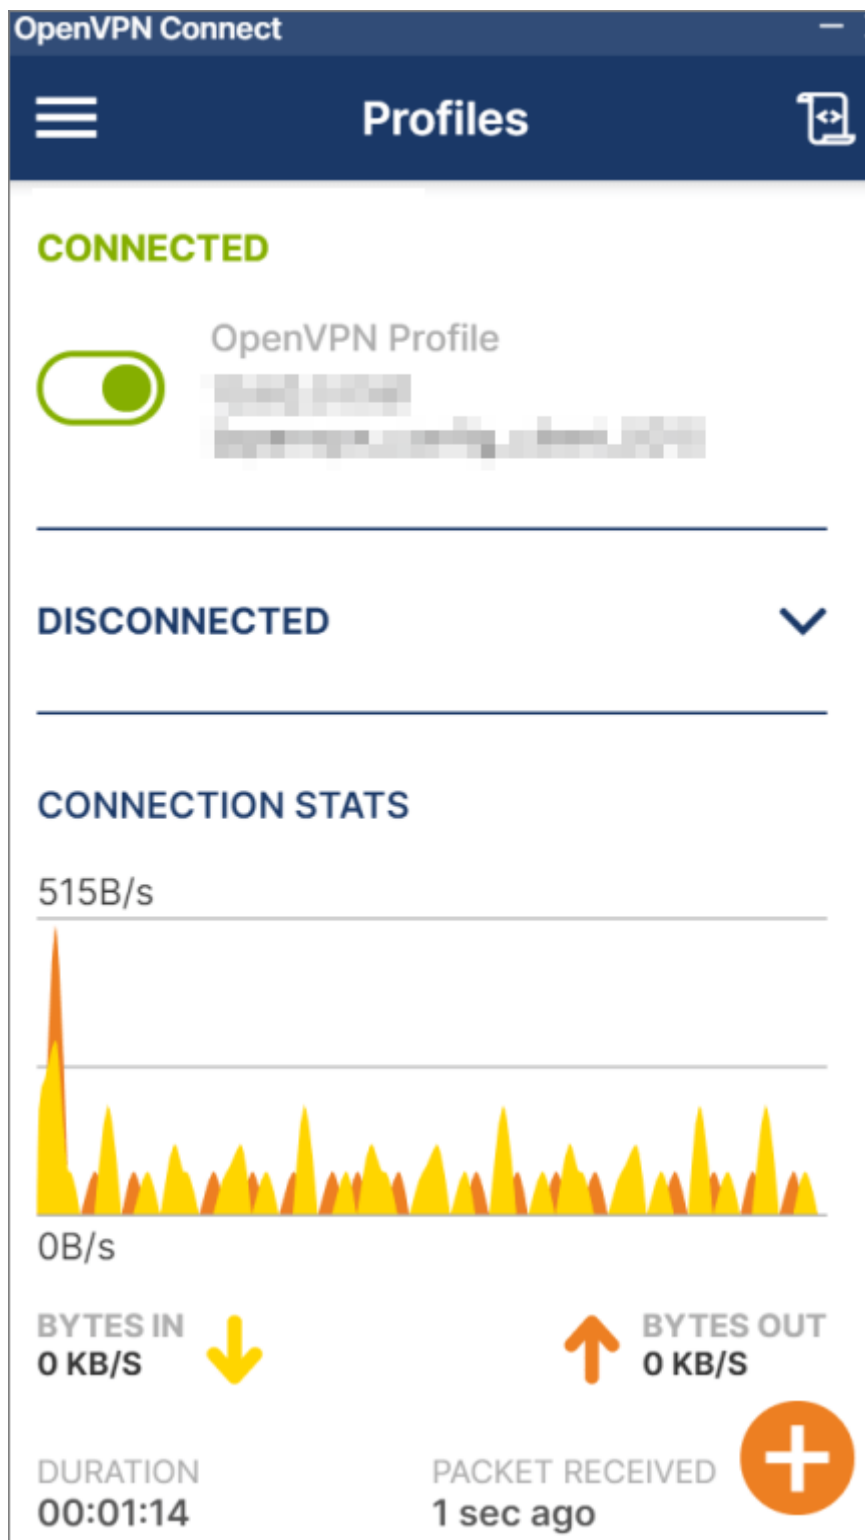 OpenVPN Connect
Profiles
CONNECTED
OpenVPN Profile
DISCONNECTED
CONNECTION STATS
515B/s
0B/s
BYTES IN
0 KB/S
BYTES OUT
0 KB/S
DURATION
00:01:14
PACKET RECEIVED
1 sec ago